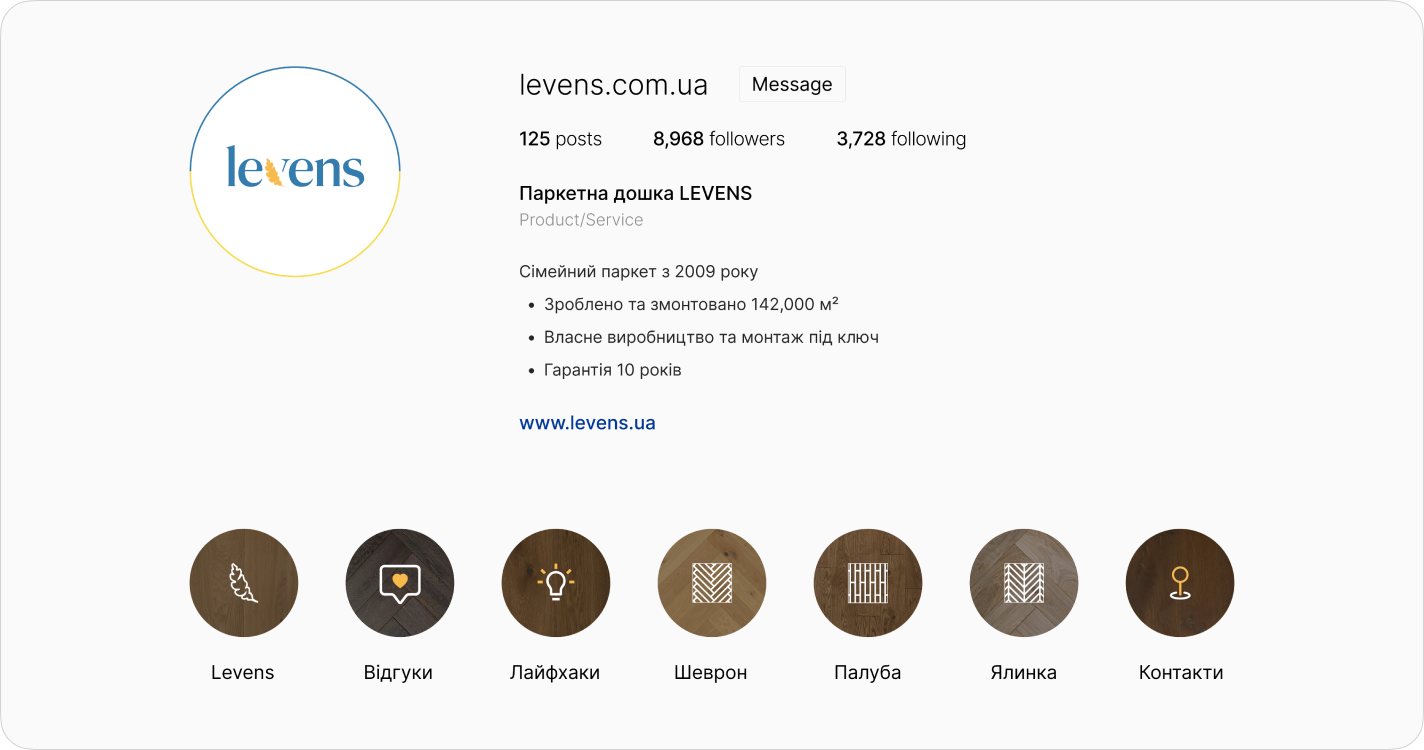 levens
levens.com.ua Message
125 posts 8,968 followers 3,728 following
Паркетна дошка LEVENS
Product/Service
Сімейний паркет з 2009 року
• Зроблено та змонтовано 142,000 м²
• Власне виробництво та монтаж під ключ
• Гарантія 10 років
www.levens.ua
Levens Відгуки Лайфхаки Шеврон Палуба Ялинка Контакти